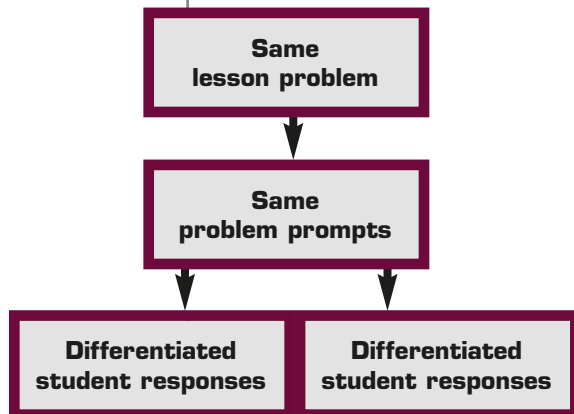 Same
lesson problem
Same
problem prompts
Differentiated
student responses
Differentiated
student responses